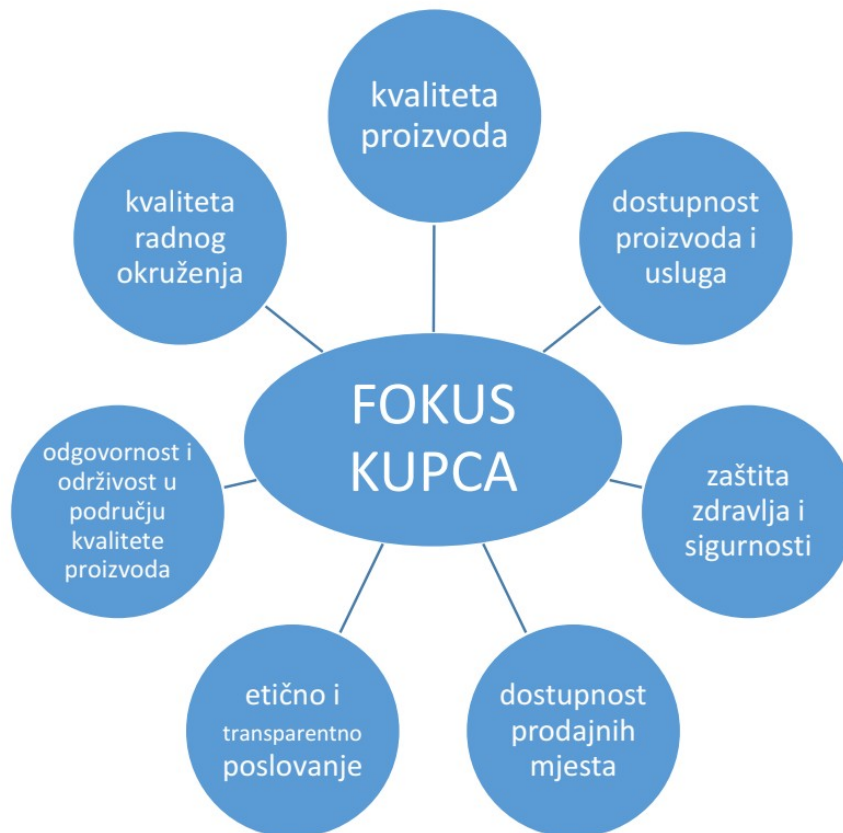 kvaliteta
proizvoda
kvaliteta
radnog
okruženja
dostupnost
proizvoda i
usluga
FOKUS
KUPCA
odgovornost i
održivost u
području
kvalitete
proizvoda
zaštita
zdravlja i
sigurnosti
etično i
transparentno
poslovanje
dostupnost
prodajnih
mjesta